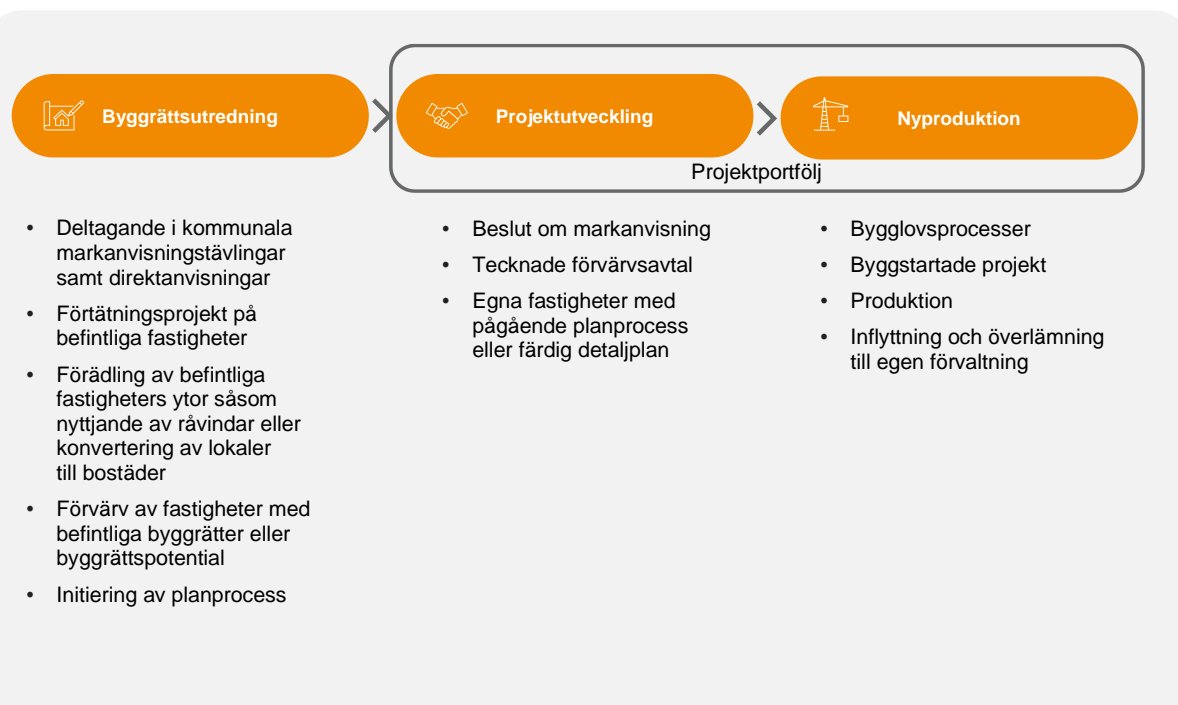 Byggrättsutredning
Projektutveckling
Nyproduktion
Projektportfölj
• Deltagande i kommunala
markanvisningstävlingar
samt direktanvisningar
• Förtätningsprojekt på
befintliga fastigheter
• Förädling av befintliga
fastigheters ytor såsom
nyttjande av råvindar eller
konvertering av lokaler
till bostäder
• Förvärv av fastigheter med
befintliga byggrätter eller
byggrättspotential
• Initiering av planprocess
• Beslut om markanvisning
• Tecknade förvärvsavtal
• Egna fastigheter med
pågående planprocess
eller färdig detaljplan
• Bygglovsprocesser
• Byggstartade projekt
• Produktion
• Inflyttning och överlämning
till egen förvaltning